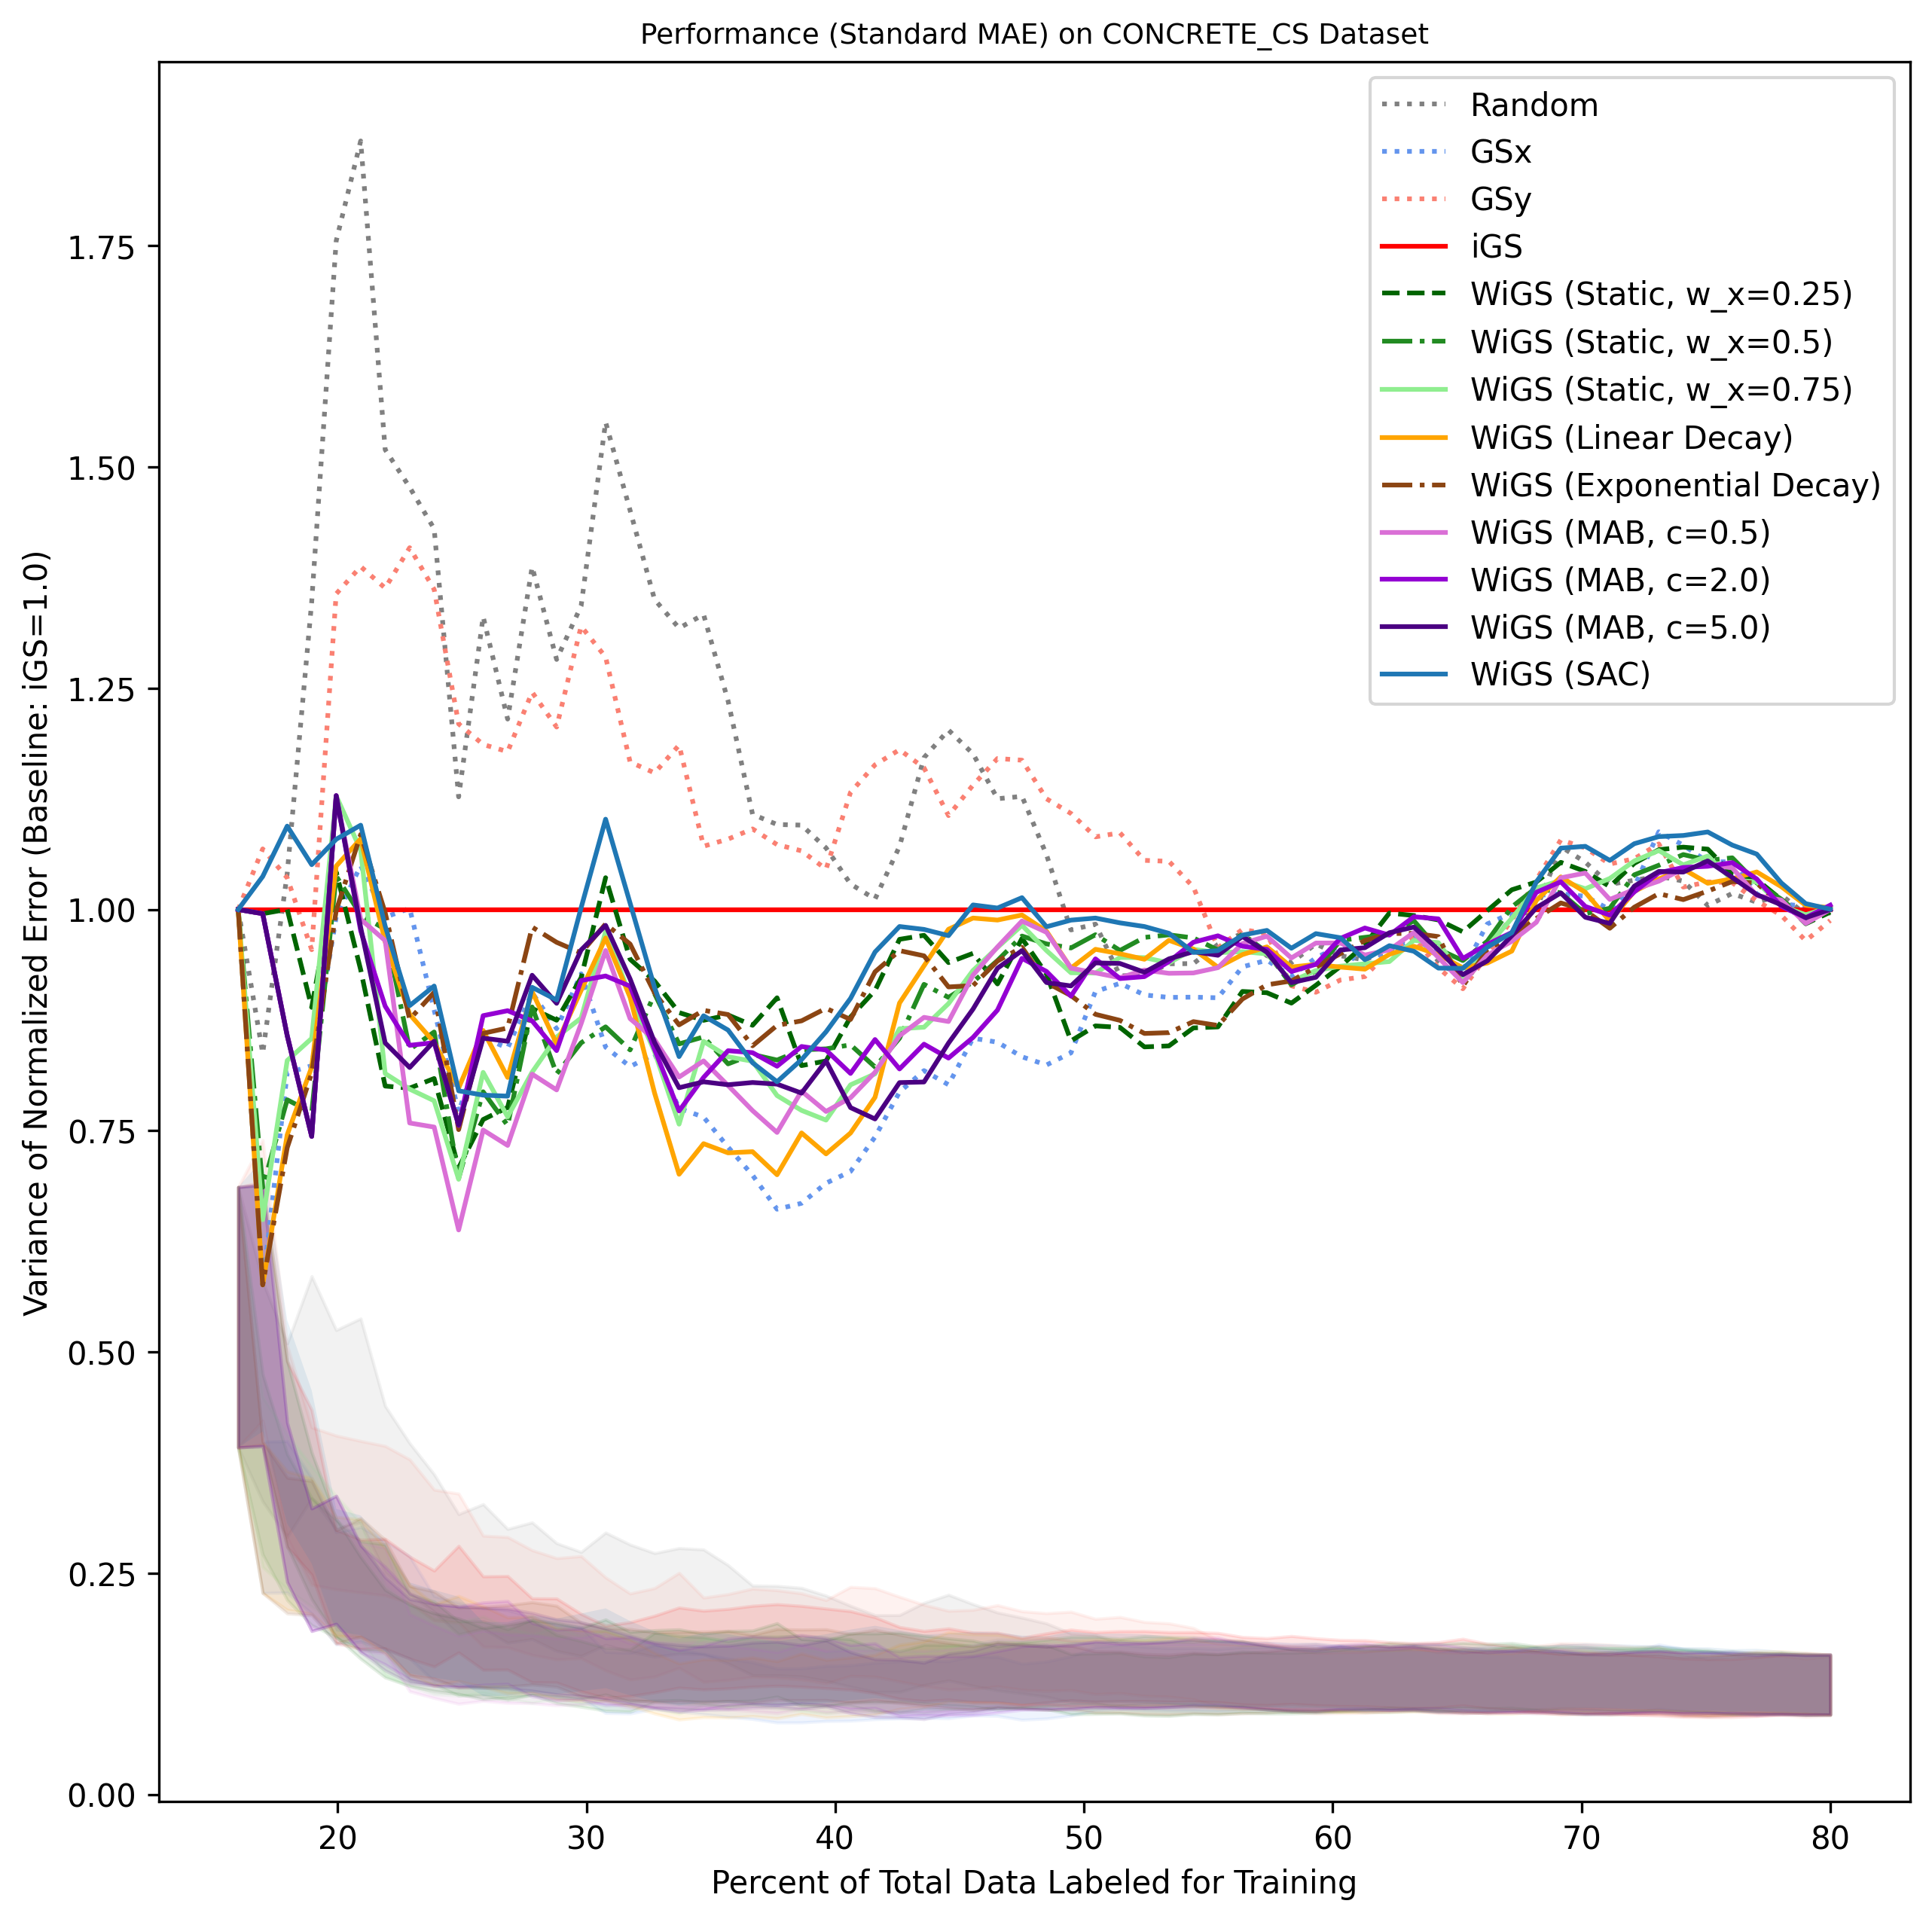 Performance (Standard MAE) on CONCRETE_CS Dataset
Variance of Normalized Error (Baseline: iGS=1.0)
1.75
1.50
1.25
1.00
0.75
0.50
0.25
0.00
Random
GSx
GSy
iGS
WiGS (Static, w_x=0.25)
WiGS (Static, w_x=0.5)
WiGS (Static, w_x=0.75)
WiGS (Linear Decay)
WiGS (Exponential Decay)
WiGS (MAB, c=0.5)
WiGS (MAB, c=2.0)
WiGS (MAB, c=5.0)
WiGS (SAC)
20 30 40 50 60 70 80
Percent of Total Data Labeled for Training